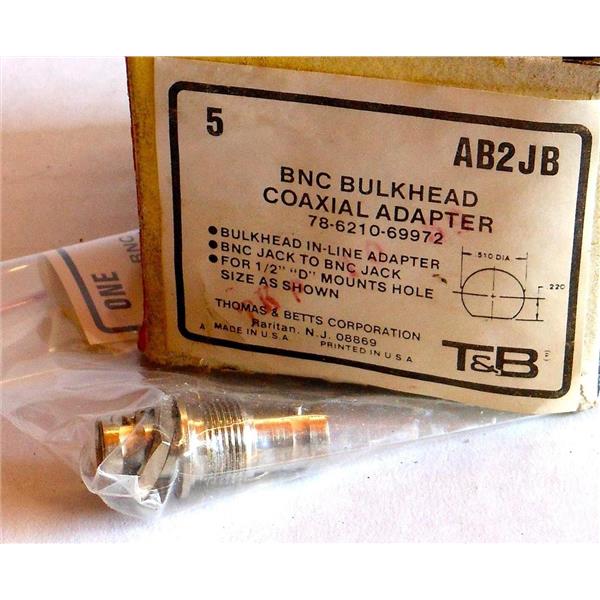 5
AB2JB
BNC BULKHEAD
COAXIAL ADAPTER
78-6210-69972
• BULKHEAD IN-LINE ADAPTER
• BNC JACK TO BNC JACK
• FOR 1/2" "D" MOUNTS HOLE
SIZE AS SHOWN
.510 DIA
.220
THOMAS & BETTS CORPORATION
Raritan, N.J. 08869
A MADE IN U.S.A. PRINTED IN U.S.A
T&B
ONE
BNC